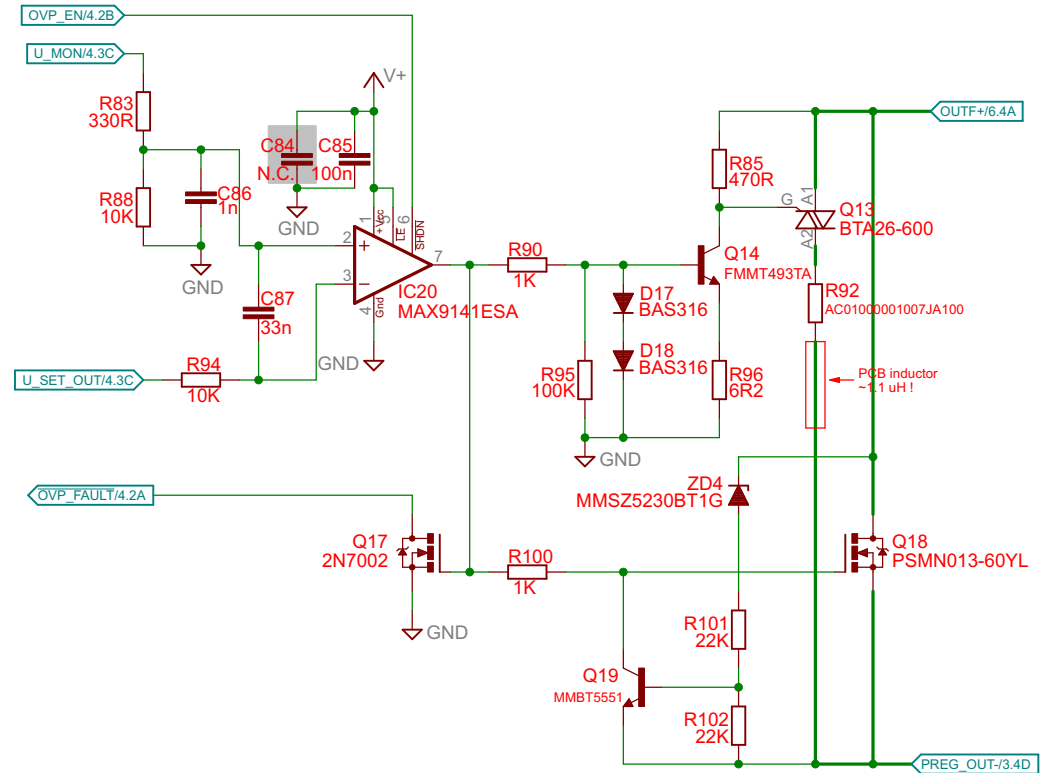 OVP_EN/4.2B
U_MON/4.3C
V+
R83
330R
C84
N.C.
C85
100n
OUTF+/6.4A
R85
470R
R88
10K
C86
1n
GND
GND
1
+Vcc
5
LE
6
SHDN
G
A1
A2
Q13
BTA26-600
2
3
7
4
Gnd
IC20
MAX9141ESA
R90
1K
Q14
FMMT493TA
D17
BAS316
R92
AC01000001007JA100
C87
33n
GND
D18
BAS316
R94
10K
U_SET_OUT/4.3C
R95
100K
R96
6R2
PCB inductor
~1.1 uH !
GND
ZD4
MMSZ5230BT1G
OVP_FAULT/4.2A
Q17
2N7002
R100
1K
Q18
PSMN013-60YL
GND
R101
22K
Q19
MMBT5551
R102
22K
PREG_OUT-/3.4D